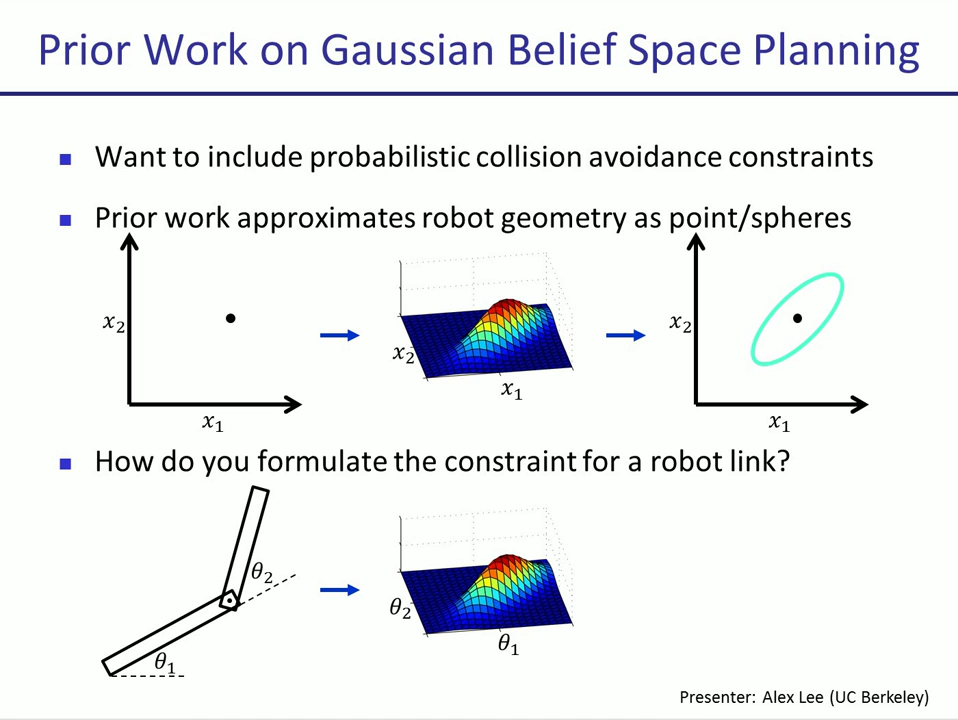 Prior Work on Gaussian Belief Space Planning
Want to include probabilistic collision avoidance constraints
Prior work approximates robot geometry as point/spheres
x₂
x₁
x₂
x₁
x₂
x₁
How do you formulate the constraint for a robot link?
θ₂
θ₁
θ₂
θ₁
Presenter: Alex Lee (UC Berkeley)